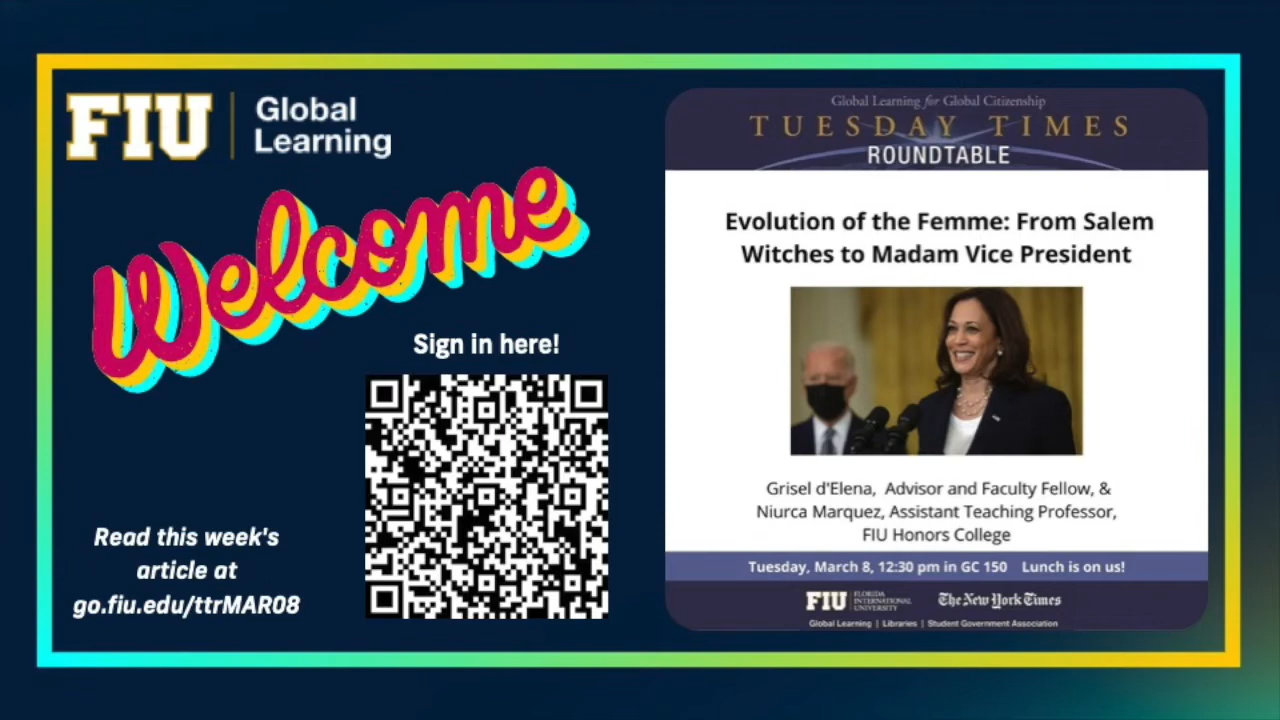 FIU
Global
Learning
Welcome
Sign in here!
Read this week's
article at
go.fiu.edu/ttrMAR08
Global Learning for Global Citizenship
TUESDAY TIMES
ROUNDTABLE
Evolution of the Femme: From Salem
Witches to Madam Vice President
Grisel d'Elena, Advisor and Faculty Fellow, &
Niurca Marquez, Assistant Teaching Professor,
FIU Honors College
Tuesday, March 8, 12:30 pm in GC 150 Lunch is on us!
FIU
FLORIDA
INTERNATIONAL
UNIVERSITY
The New York Times
Global Learning | Libraries | Student Government Association